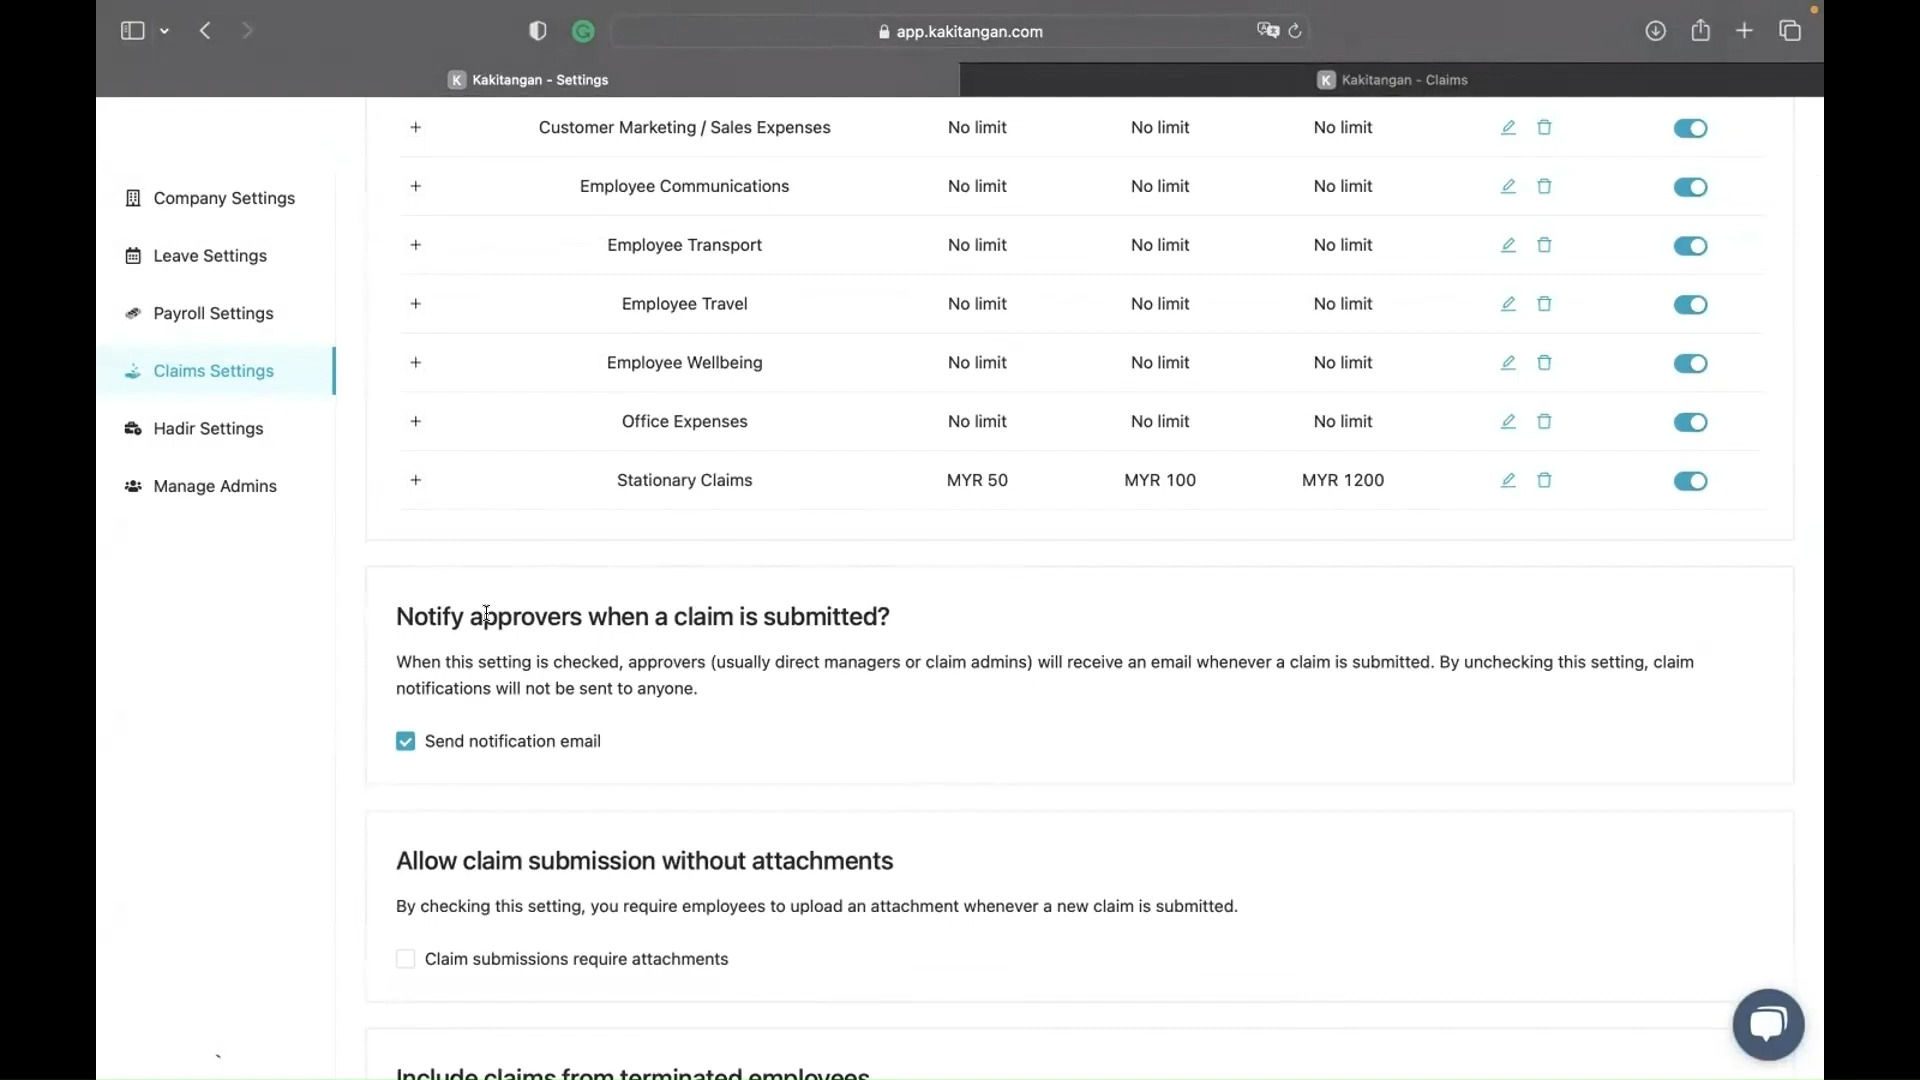 app.kakitangan.com
K Kakitangan - Settings
K Kakitangan - Claims
Customer Marketing / Sales Expenses No limit No limit No limit
Employee Communications No limit No limit No limit
Employee Transport No limit No limit No limit
Employee Travel No limit No limit No limit
Employee Wellbeing No limit No limit No limit
Office Expenses No limit No limit No limit
Stationary Claims MYR 50 MYR 100 MYR 1200
Company Settings
Leave Settings
Payroll Settings
Claims Settings
Hadir Settings
Manage Admins
Notify approvers when a claim is submitted?
When this setting is checked, approvers (usually direct managers or claim admins) will receive an email whenever a claim is submitted. By unchecking this setting, claim
notifications will not be sent to anyone.
Send notification email
Allow claim submission without attachments
By checking this setting, you require employees to upload an attachment whenever a new claim is submitted.
Claim submissions require attachments
Include claims from terminated employees